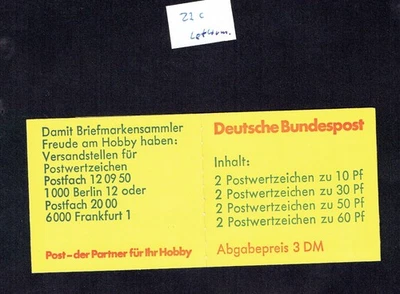 22 c
Damit Briefmarkensammler
Freude am Hobby haben:
Versandstellen für
Postwertzeichen
Postfach 12 09 50
1000 Berlin 12 oder
Postfach 20 00
6000 Frankfurt 1
Post – der Partner für Ihr Hobby
Deutsche Bundespost
Inhalt:
2 Postwertzeichen zu 10 Pf
2 Postwertzeichen zu 30 Pf
2 Postwertzeichen zu 50 Pf
2 Postwertzeichen zu 60 Pf
Abgabepreis 3 DM